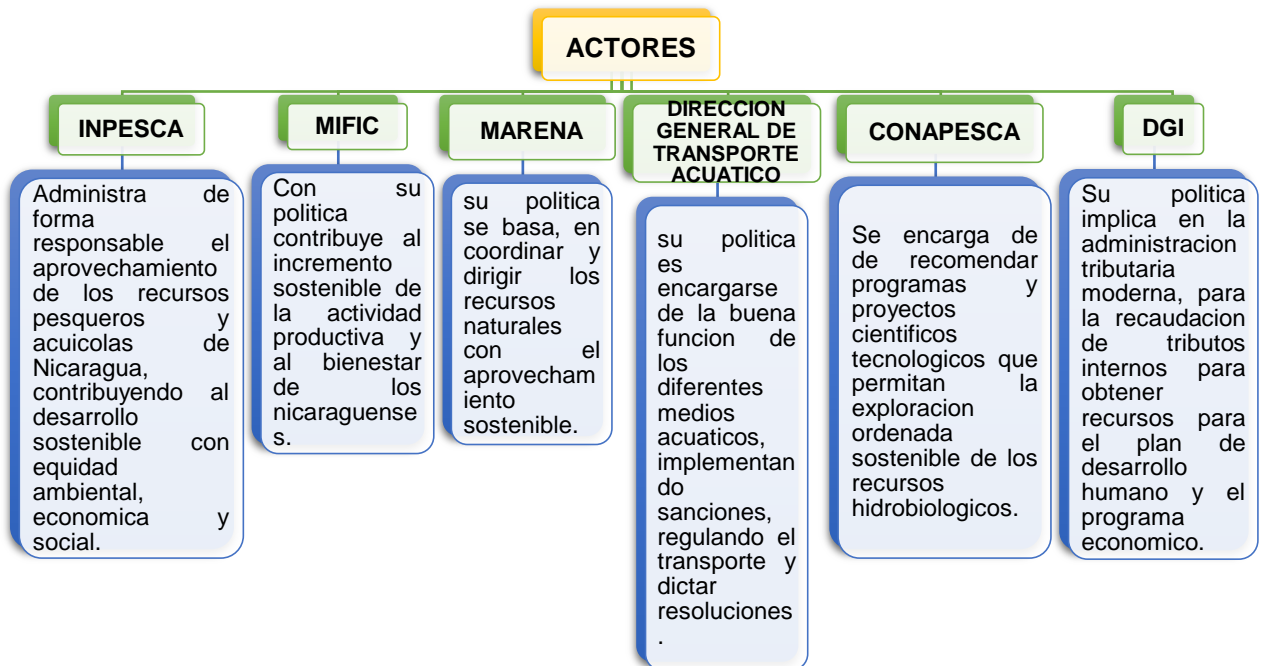 ACTORES
INPESCA
Administra de
forma
responsable el
aprovechamiento
de los recursos
pesqueros y
acuicolas de
Nicaragua,
contribuyendo al
desarrollo
sostenible con
equidad
ambiental,
economica y
social.
MIFIC
Con su
politica
contribuye al
incremento
sostenible de
la actividad
productiva y
al bienestar
de los
nicaraguense
s.
MARENA
su politica
se basa, en
coordinar y
dirigir los
recursos
naturales
con el
aprovecham
iento
sostenible.
DIRECCION
GENERAL DE
TRANSPORTE
ACUATICO
su politica
es
encargarse
de la buena
funcion de
los
diferentes
medios
acuaticos,
implementan
do
sanciones,
regulando el
transporte y
dictar
resoluciones
.
CONAPESCA
Se encarga de
de recomendar
programas y
proyectos
cientificos
tecnologicos que
permitan la
exploracion
ordenada
sostenible de los
recursos
hidrobiologicos.
DGI
Su politica
implica en la
administracion
tributaria
moderna, para
la recaudacion
de tributos
internos para
obtener
recursos para
el plan de
desarrollo
humano y el
programa
economico.